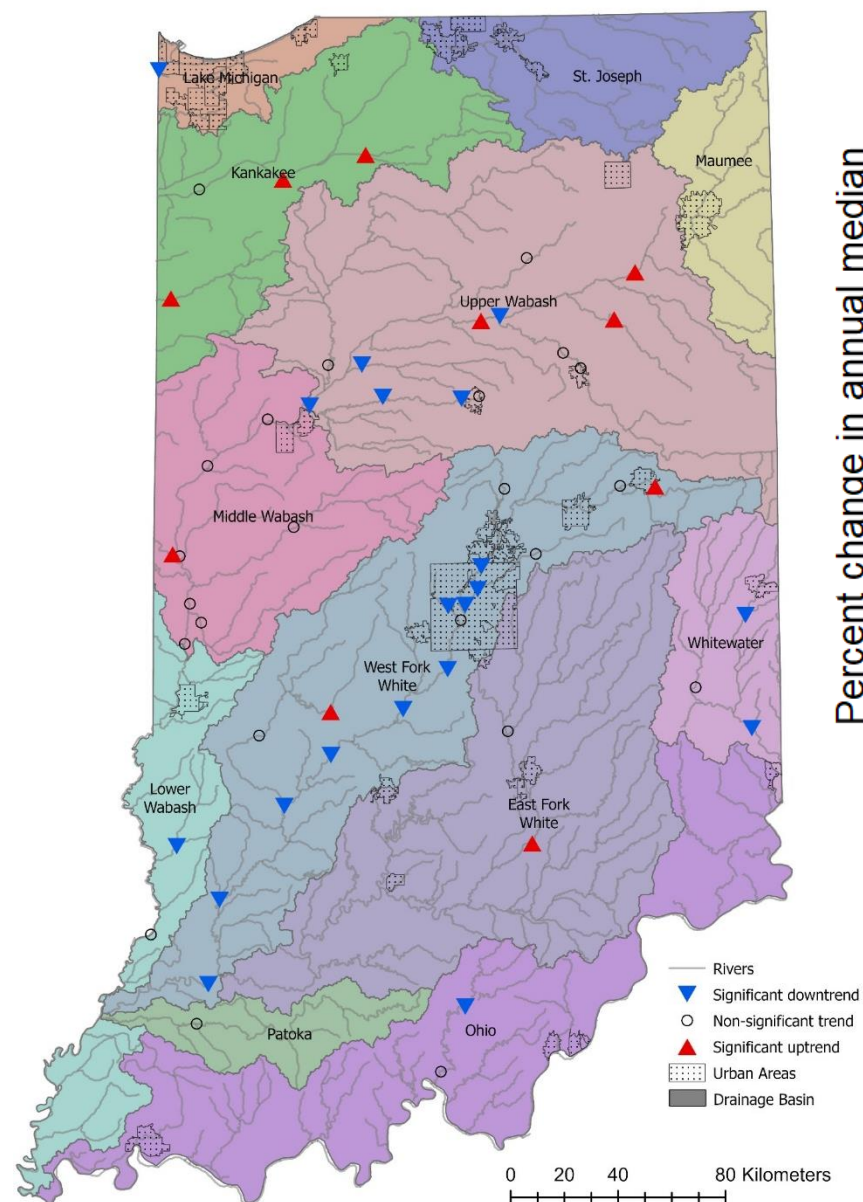 Lake Michigan
St. Joseph
Maumee
Kankakee
Upper Wabash
Middle Wabash
Whitewater
West Fork
White
Lower
Wabash
East Fork
White
Patoka
Ohio
Percent change in annual median
Rivers
Significant downtrend
Non-significant trend
Significant uptrend
Urban Areas
Drainage Basin
0 20 40 80 Kilometers